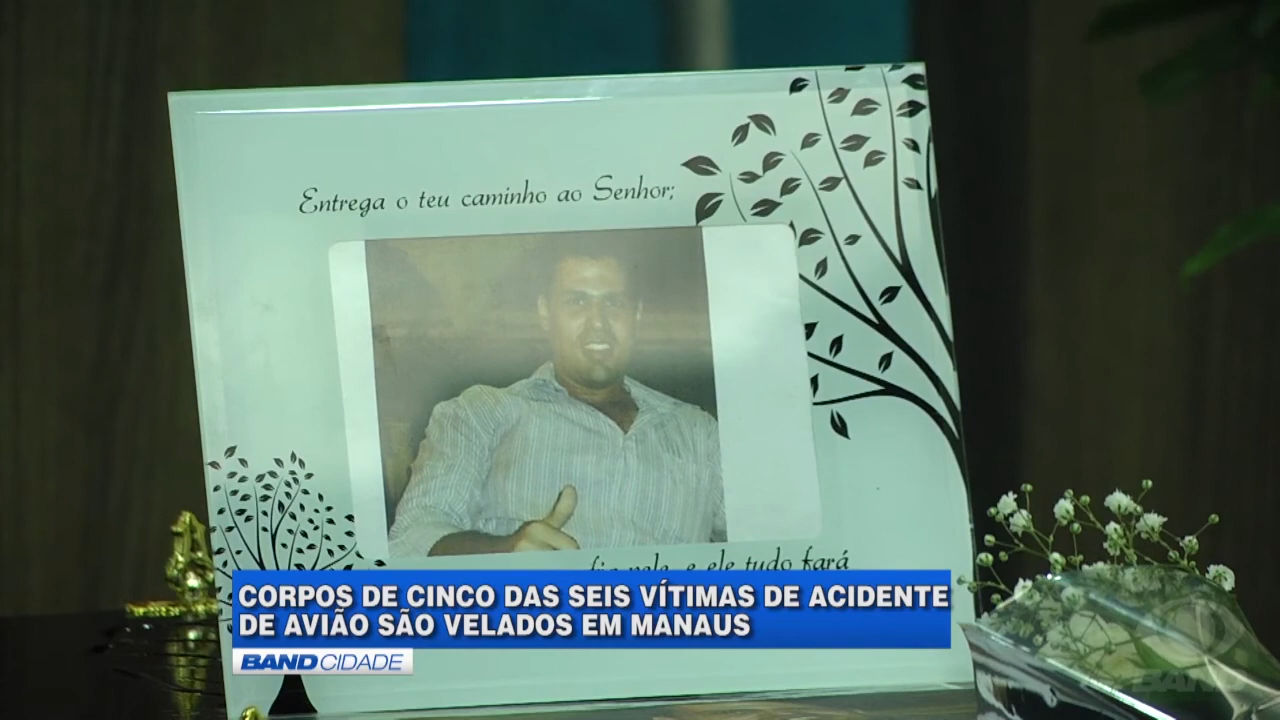 Entrega o teu caminho ao Senhor;
e ele tudo fará
CORPOS DE CINCO DAS SEIS VÍTIMAS DE ACIDENTE
DE AVIÃO SÃO VELADOS EM MANAUS
BAND CIDADE
BAND